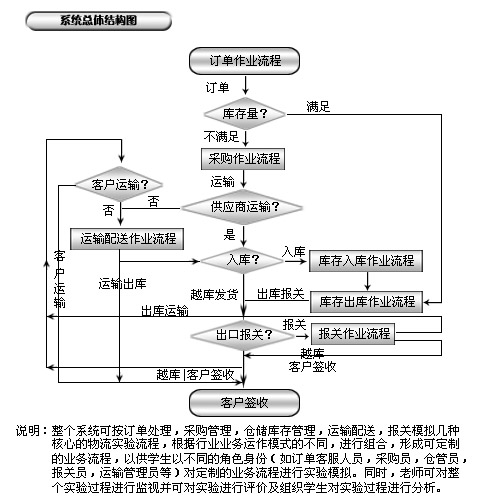 系统总体结构图
订单作业流程
订单
库存量？
满足
不满足
采购作业流程
运输
客户运输？
否
否
供应商运输？
运输配送作业流程
是
入库？
入库
库存入库作业流程
客户运输
运输出库
越库发货
出库报关
库存出库作业流程
出库运输
出口报关？
报关
报关作业流程
越库
客户签收
越库|客户签收
客户签收
说明：整个系统可按订单处理，采购管理，仓储库存管理，运输配送，报关模拟几种
核心的物流实验流程，根据行业业务运作模式的不同，进行组合，形成可定制
的业务流程，以供学生以不同的角色身份（如订单客服人员，采购员，仓管员，
报关员，运输管理员等）对定制的业务流程进行实验模拟。同时，老师可对整
个实验过程进行监视并可对实验进行评价及组织学生对实验过程进行分析。